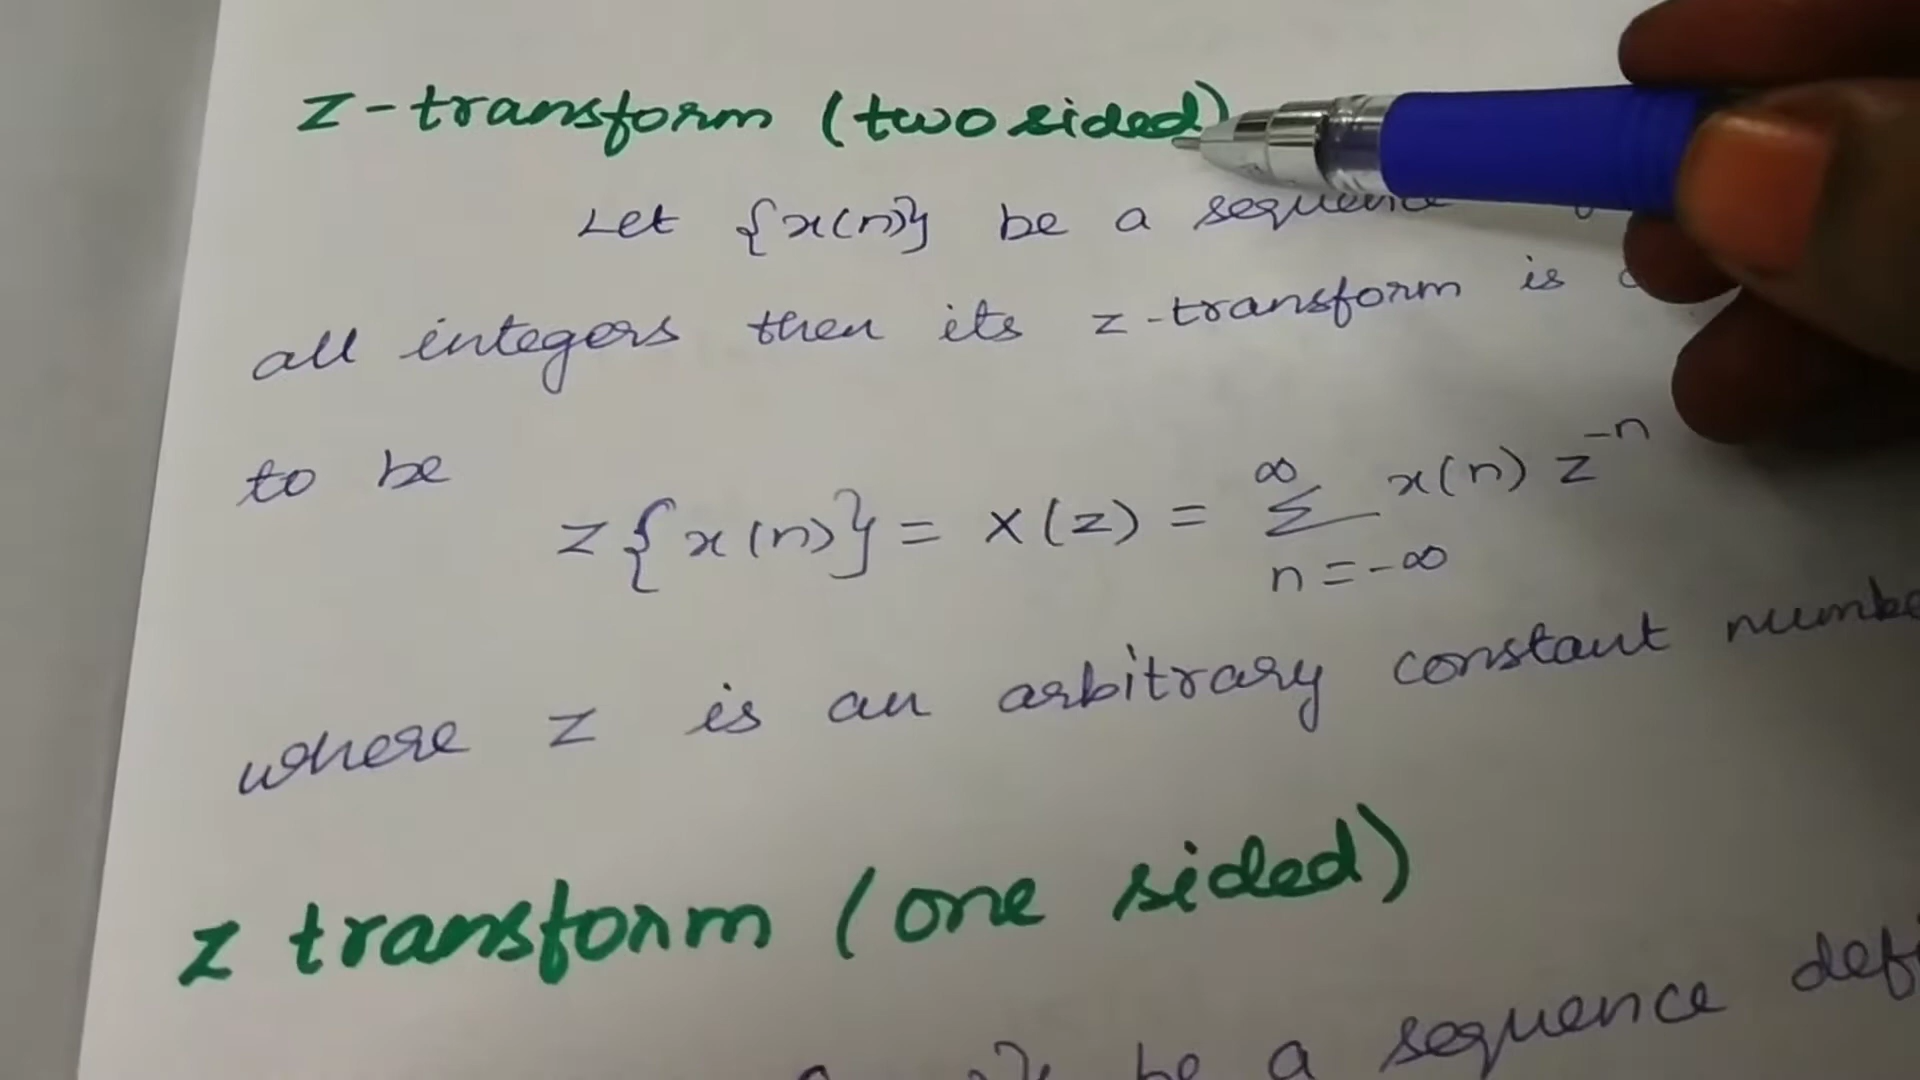 z-transform (two sided)
Let {x(n)} be a sequence
all integers then its z-transform is
to be
z{x(n)} = X(z) = ∞ Σ n=-∞ x(n) z^-n
where z is an arbitrary constant
z transform (one sided)
be a sequence